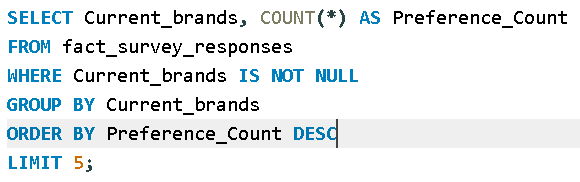 SELECT Current_brands, COUNT(*) AS Preference_Count
FROM fact_survey_responses
WHERE Current_brands IS NOT NULL
GROUP BY Current_brands
ORDER BY Preference_Count DESC
LIMIT 5;